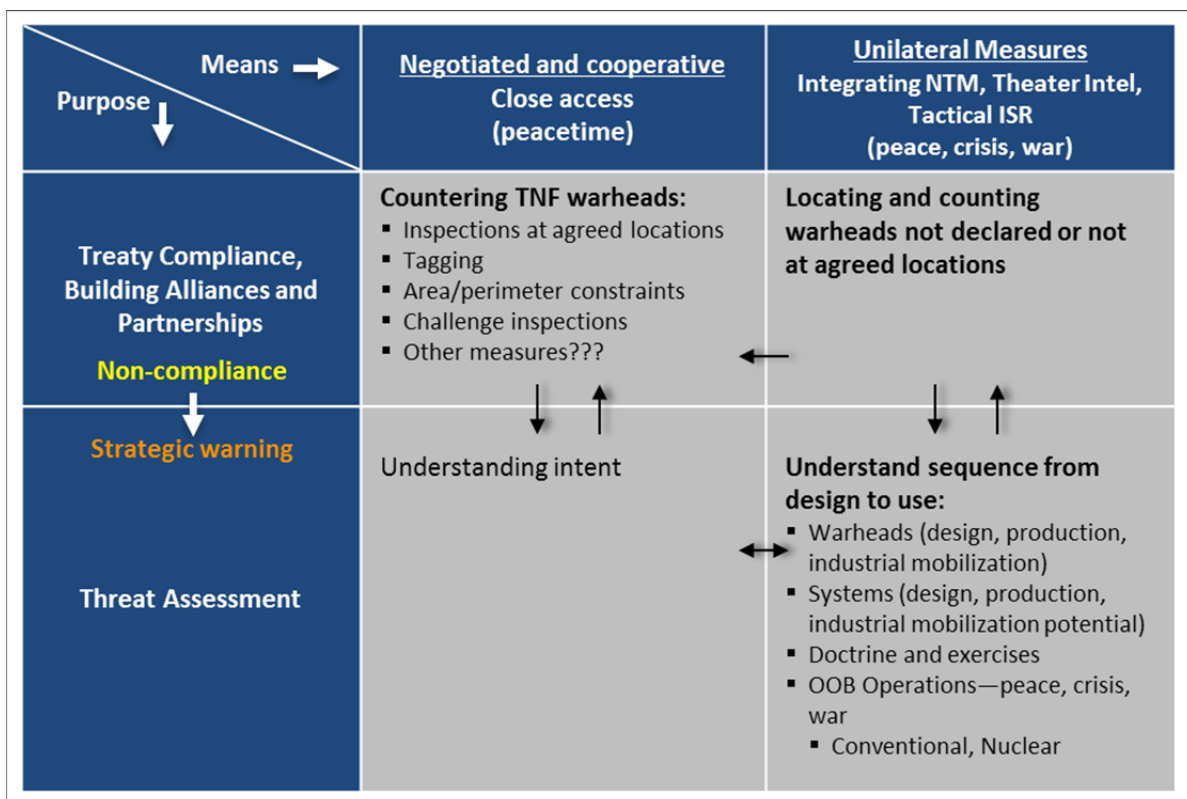 Means
Purpose
Negotiated and cooperative
Close access
(peacetime)
Unilateral Measures
Integrating NTM, Theater Intel,
Tactical ISR
(peace, crisis, war)
Treaty Compliance,
Building Alliances and
Partnerships
Non-compliance
Countering TNF warheads:
▪ Inspections at agreed locations
▪ Tagging
▪ Area/perimeter constraints
▪ Challenge inspections
▪ Other measures???
Locating and counting
warheads not declared or not
at agreed locations
Strategic warning
Threat Assessment
Understanding intent
Understand sequence from
design to use:
▪ Warheads (design, production,
industrial mobilization)
▪ Systems (design, production,
industrial mobilization potential)
▪ Doctrine and exercises
▪ OOB Operations—peace, crisis,
war
▪ Conventional, Nuclear